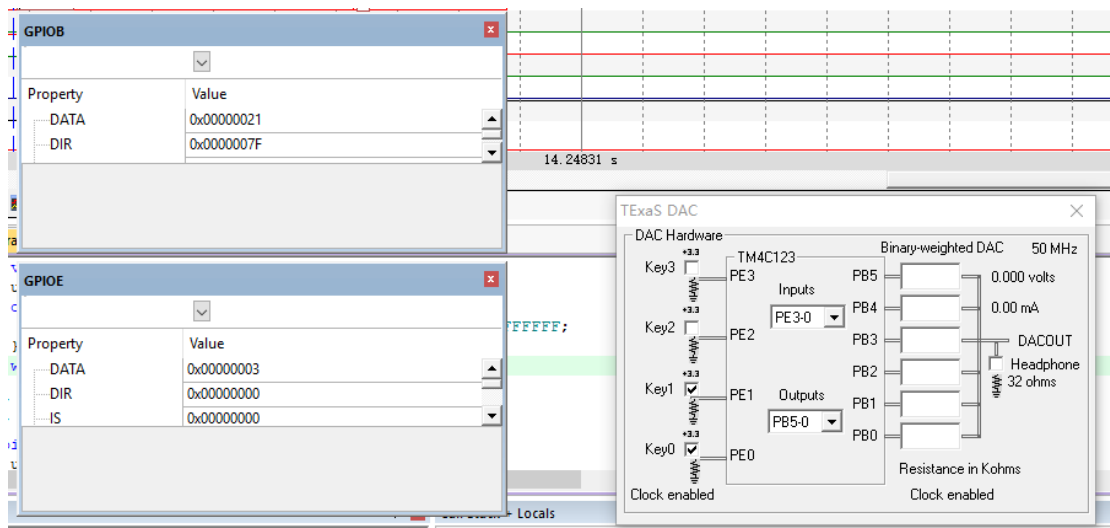 GPIOB
Property Value
DATA 0x00000021
DIR 0x0000007F
14.24831 s
GPIOE
Property Value
DATA 0x00000003
DIR 0x00000000
IS 0x00000000
FFFFFF;
+ Locals
TExaS DAC
DAC Hardware
+3.3
Key3
PE3
+3.3
Key2
PE2
+3.3
Key1
PE1
+3.3
Key0
PE0
Clock enabled
TM4C123
Inputs
PE3-0
Outputs
PB5-0
Binary-weighted DAC 50 MHz
PB5
PB4
PB3
PB2
PB1
PB0
0.000 volts
0.00 mA
DACOUT
Headphone
32 ohms
Resistance in Kohms
Clock enabled